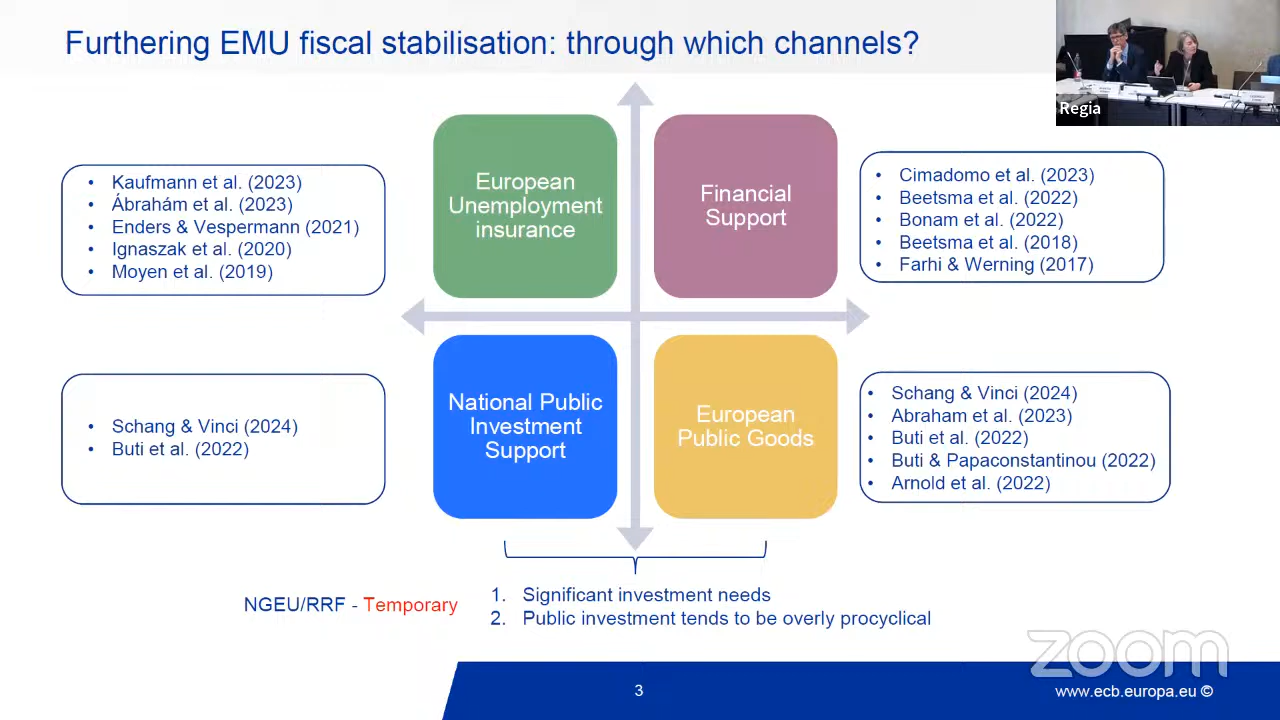 Furthering EMU fiscal stabilisation: through which channels?
Regia
• Kaufmann et al. (2023)
• Ábrahám et al. (2023)
• Enders & Vespermann (2021)
• Ignaszak et al. (2020)
• Moyen et al. (2019)
European
Unemployment
insurance
Financial
Support
• Cimadomo et al. (2023)
• Beetsma et al. (2022)
• Bonam et al. (2022)
• Beetsma et al. (2018)
• Farhi & Werning (2017)
• Schang & Vinci (2024)
• Buti et al. (2022)
National Public
Investment
Support
European
Public Goods
• Schang & Vinci (2024)
• Abraham et al. (2023)
• Buti et al. (2022)
• Buti & Papaconstantinou (2022)
• Arnold et al. (2022)
NGEU/RRF - Temporary
1. Significant investment needs
2. Public investment tends to be overly procyclical
zoom
3
www.ecb.europa.eu ©